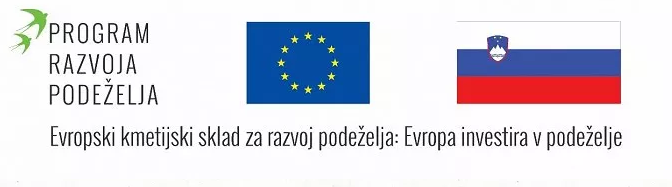 PROGRAM
RAZVOJA
PODEŽELJA
Evropski kmetijski sklad za razvoj podeželja: Evropa investira v podeželje